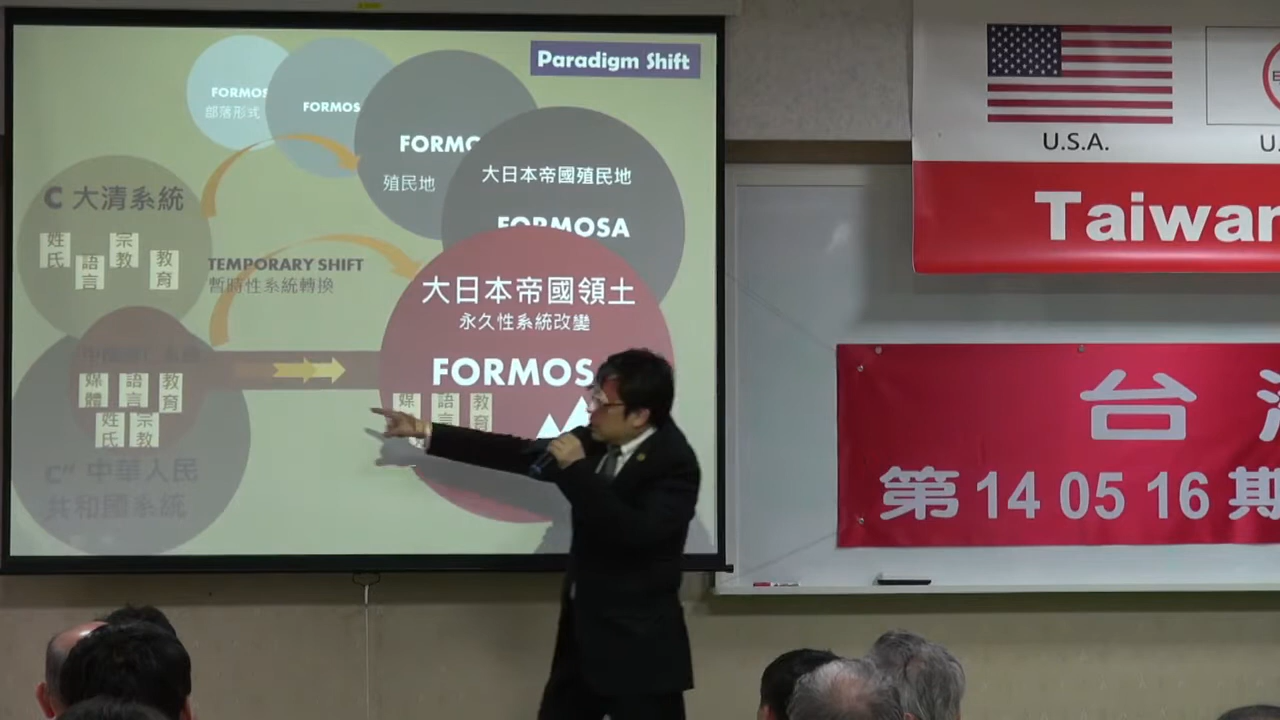 Paradigm Shift
FORMOS
部落形式
FORMOS
FORMO
殖民地
大日本帝國殖民地
FORMOSA
C 大清系統
姓氏
語言
宗教
教育
TEMPORARY SHIFT
暫時性系統轉換
大日本帝國領土
永久性系統改變
FORMOS
媒
語言
教育
媒體
語言
教育
姓氏
宗教
C" 中華人民
共和國系統
U.S.A.
U.
Taiwan
台
第 14 05 16 期